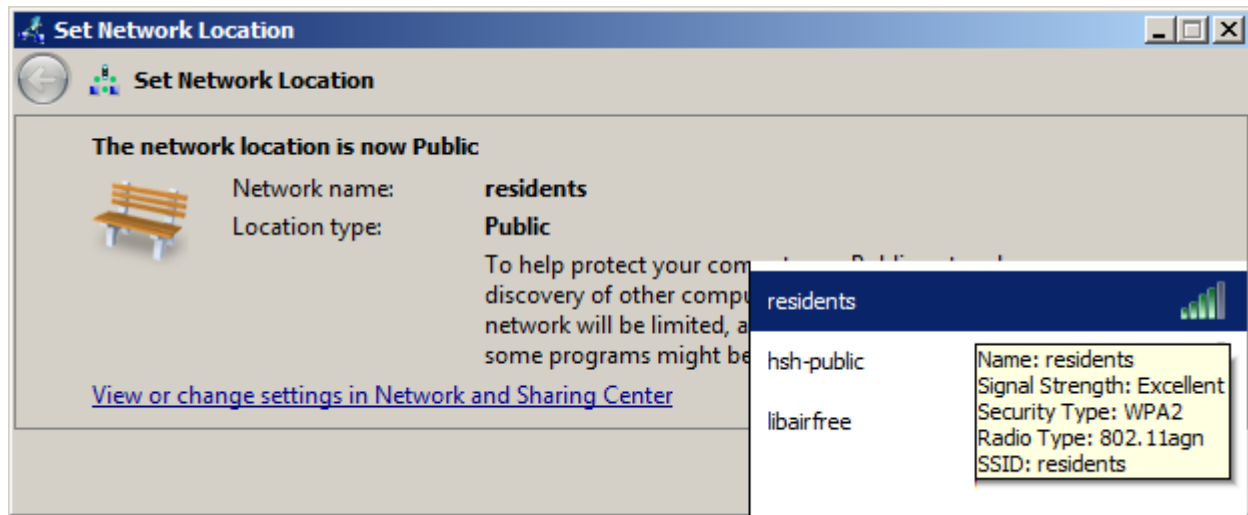 Set Network Location
Set Network Location
The network location is now Public
Network name: residents
Location type: Public
To help protect your com
discovery of other compu
network will be limited, a
some programs might be
View or change settings in Network and Sharing Center
residents
hsh-public
libairfree
Name: residents
Signal Strength: Excellent
Security Type: WPA2
Radio Type: 802.11agn
SSID: residents